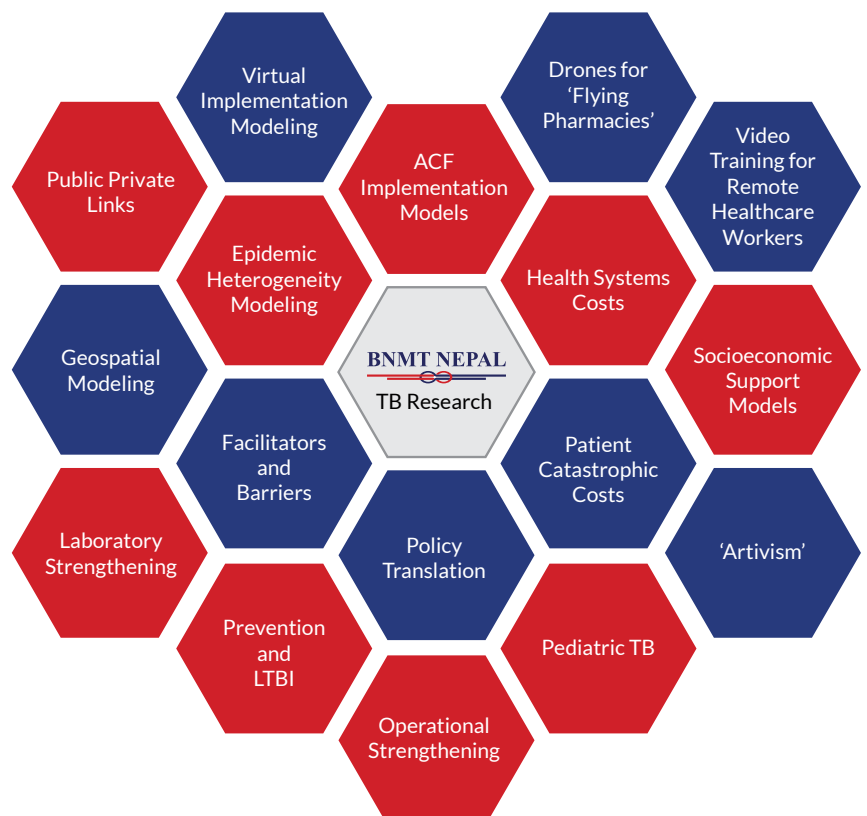 Virtual
Implementation
Modeling
Drones for
‘Flying
Pharmacies’
Public Private
Links
ACF
Implementation
Models
Video
Training for
Remote
Healthcare
Workers
Epidemic
Heterogeneity
Modeling
Health Systems
Costs
Geospatial
Modeling
BNMT NEPAL
TB Research
Socioeconomic
Support
Models
Facilitators
and
Barriers
Patient
Catastrophic
Costs
Laboratory
Strengthening
Policy
Translation
‘Artivism’
Prevention
and
LTBI
Pediatric TB
Operational
Strengthening